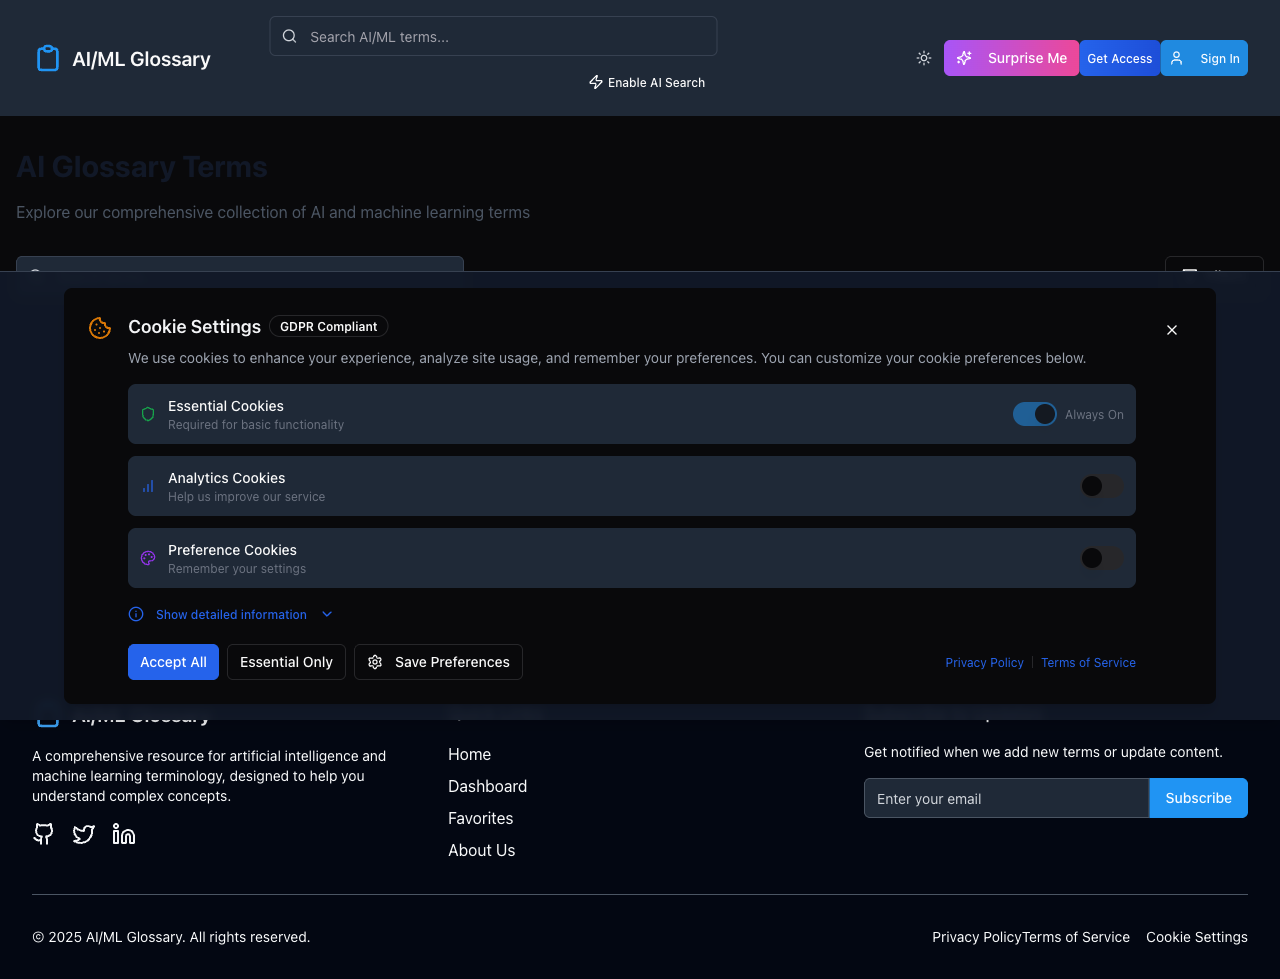 AI/ML Glossary
Search AI/ML terms...
Enable AI Search
Surprise Me
Get Access
Sign In
AI Glossary Terms
Explore our comprehensive collection of AI and machine learning terms
Cookie Settings
GDPR Compliant
We use cookies to enhance your experience, analyze site usage, and remember your preferences. You can customize your cookie preferences below.
Essential Cookies
Required for basic functionality
Always On
Analytics Cookies
Help us improve our service
Preference Cookies
Remember your settings
Show detailed information
Accept All
Essential Only
Save Preferences
Privacy Policy
Terms of Service
AI/ML Glossary
A comprehensive resource for artificial intelligence and
machine learning terminology, designed to help you
understand complex concepts.
Home
Dashboard
Favorites
About Us
Get notified when we add new terms or update content.
Enter your email
Subscribe
© 2025 AI/ML Glossary. All rights reserved.
Privacy Policy
Terms of Service
Cookie Settings